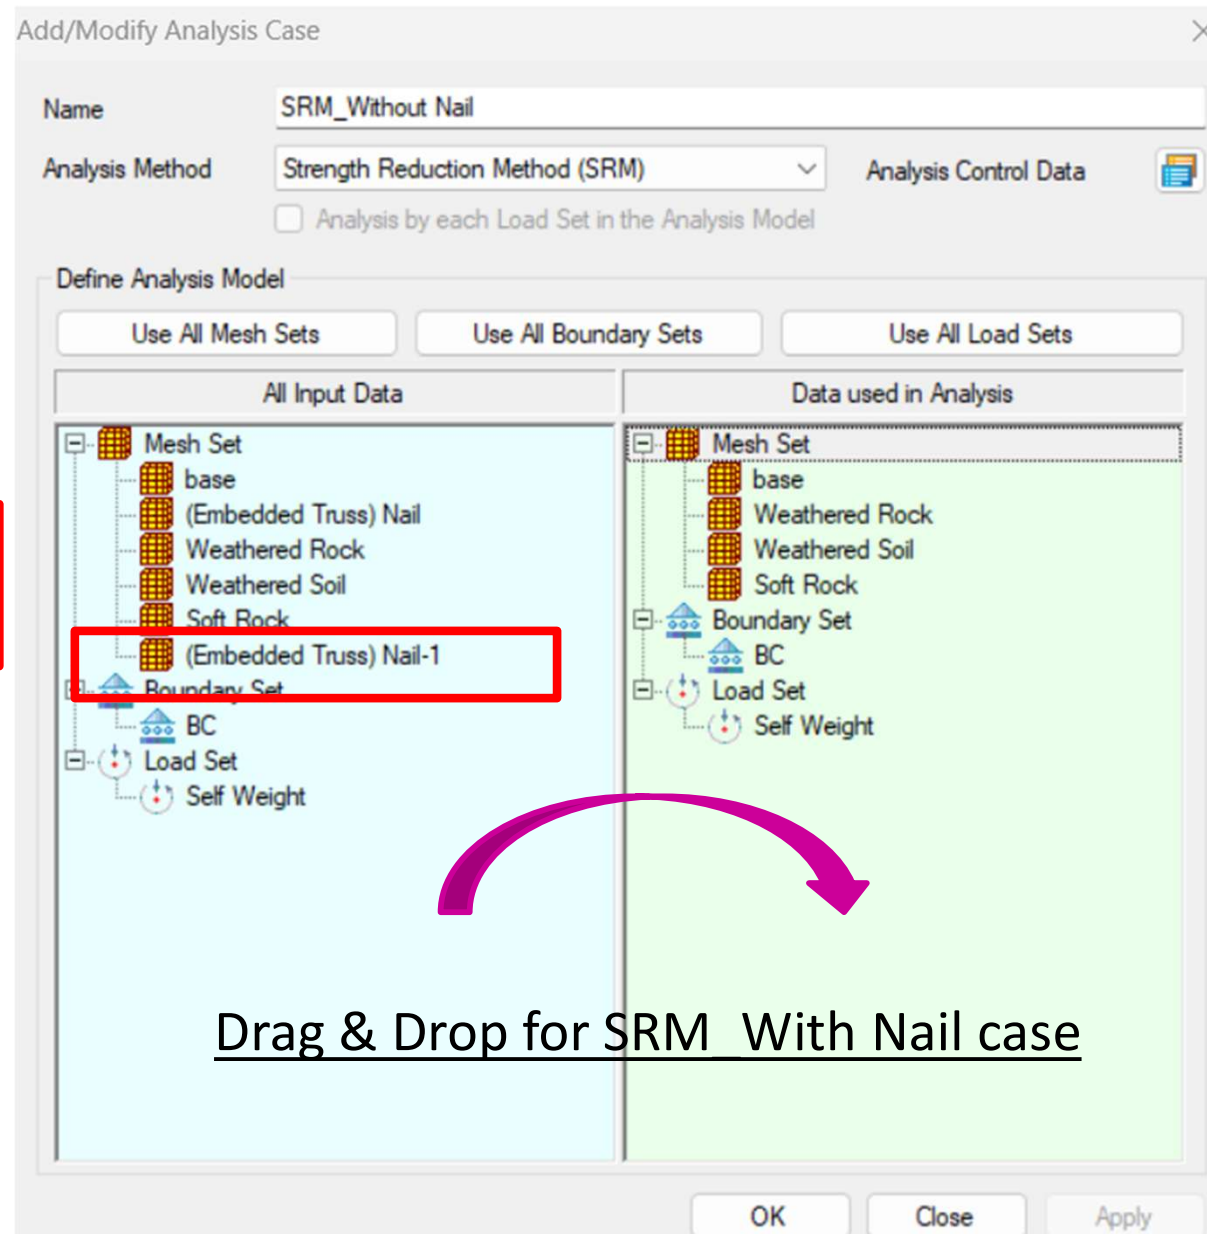 Add/Modify Analysis Case
Name SRM_Without Nail
Analysis Method Strength Reduction Method (SRM) Analysis Control Data
Analysis by each Load Set in the Analysis Model
Define Analysis Model
Use All Mesh Sets Use All Boundary Sets Use All Load Sets
All Input Data
Mesh Set
base
(Embedded Truss) Nail
Weathered Rock
Weathered Soil
Soft Rock
(Embedded Truss) Nail-1
Boundary Set
BC
Load Set
Self Weight
Data used in Analysis
Mesh Set
base
Weathered Rock
Weathered Soil
Soft Rock
Boundary Set
BC
Load Set
Self Weight
Drag & Drop for SRM_With Nail case
OK Close Apply